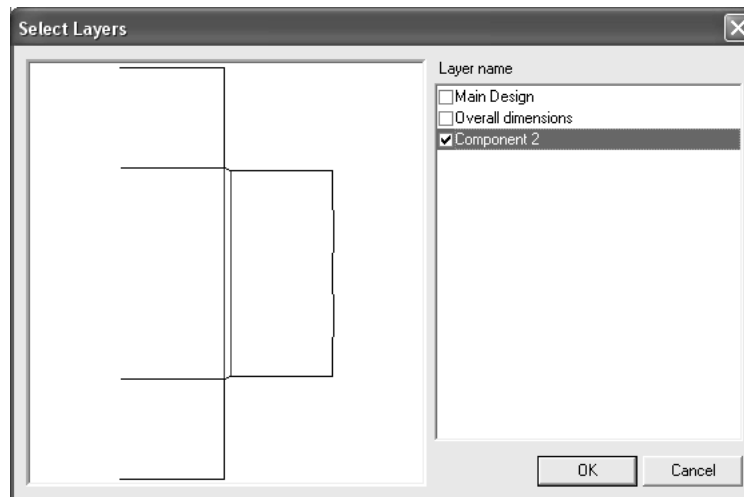 Select Layers
Layer name
Main Design
Overall dimensions
Component 2
OK
Cancel